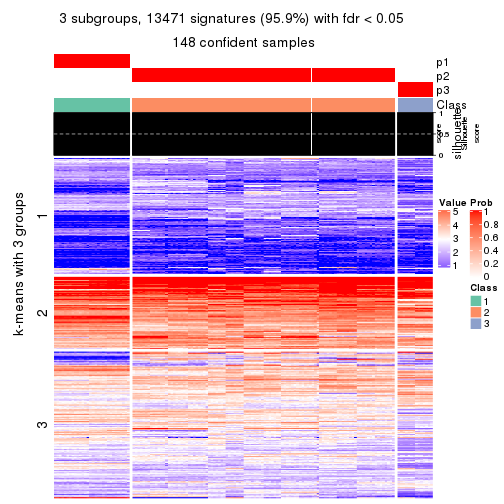 3 subgroups, 13471 signatures (95.9%) with fdr < 0.05
148 confident samples
p1
p2
p3
Class
1
0.5
0
silhouette
score
Silhouette
score
k-means with 3 groups
1
2
3
Value
5
4
3
2
1
Prob
1
0.8
0.6
0.4
0.2
0
Class
1
2
3